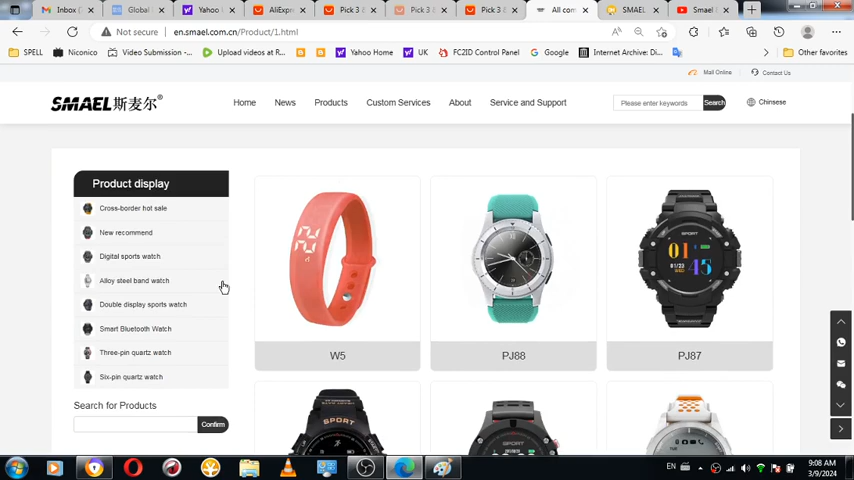 Inbox (
Global
Yahoo
AliExpr
Pick 3
Pick 3
Pick 3
All con
SMAEL
Smael
Not secure
en.smael.com.cn/Product/1.html
SPELL
Niconico
Video Submission -...
Upload videos at R...
Yahoo Home
UK
FC2ID Control Panel
Google
Internet Archive: Di...
Other favorites
Mall Online
Contact Us
SMAEL斯麦尔®
Home
News
Products
Custom Services
About
Service and Support
Please enter keywords
Search
Chinsese
Product display
Cross-border hot sale
New recommend
Digital sports watch
Alloy steel band watch
Double display sports watch
Smart Bluetooth Watch
Three-pin quartz watch
Six-pin quartz watch
Search for Products
Confirm
W5
PJ88
PJ87
SPORT
SPORT
SPORT
EN
9:08 AM
3/9/2024